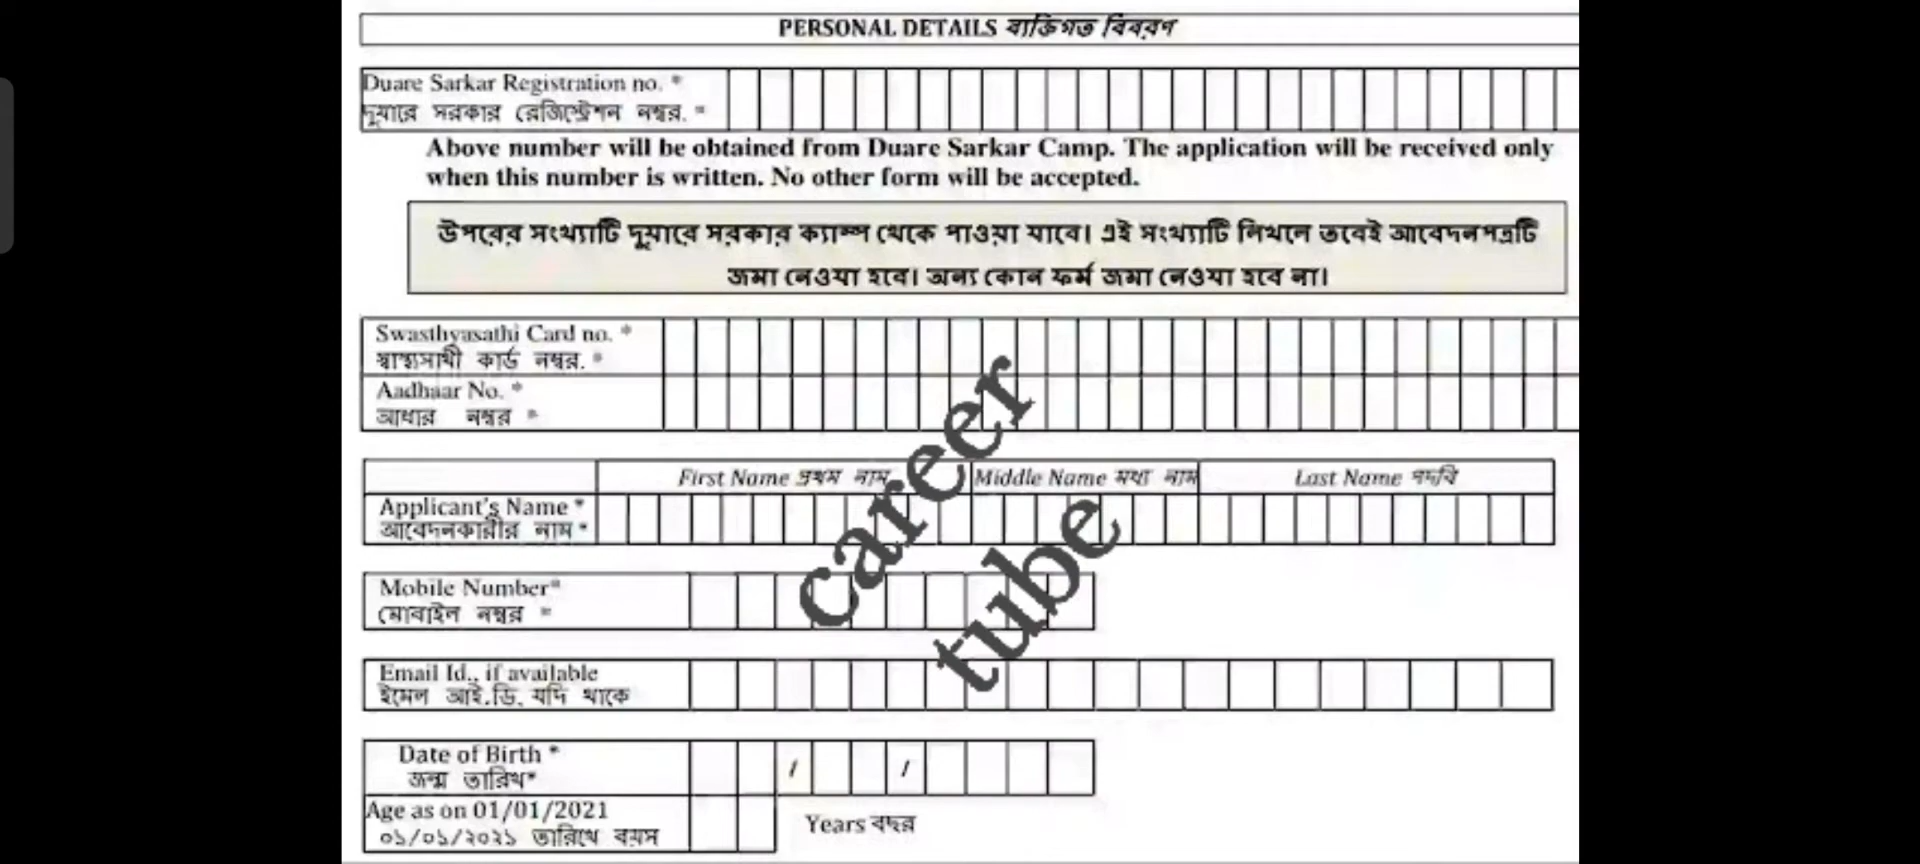 PERSONAL DETAILS ব্যক্তিগত বিবরণ
Duare Sarkar Registration no. *
দুয়ারে সরকার রেজিস্ট্রেশন নম্বর. *
Above number will be obtained from Duare Sarkar Camp. The application will be received only
when this number is written. No other form will be accepted.
উপরের সংখ্যাটি দুয়ারে সরকার ক্যাম্প থেকে পাওয়া যাবে। এই সংখ্যাটি লিখলে তবেই আবেদনপত্রটি
জমা নেওয়া হবে। অন্য কোন ফর্ম জমা নেওয়া হবে না।
Swasthyasathi Card no. *
স্বাস্থ্যসাথী কার্ড নম্বর. *
Aadhaar No. *
আধার নম্বর *
First Name প্রথম নাম Middle Name মধ্য নাম Last Name পদবি
Applicant's Name *
আবেদনকারীর নাম *
Mobile Number*
মোবাইল নম্বর *
Email Id., if available
ইমেল আই.ডি. যদি থাকে
Date of Birth * / /
জন্ম তারিখ*
Age as on 01/01/2021
০১/০১/২০২১ তারিখে বয়স
Years বছর
career
tube